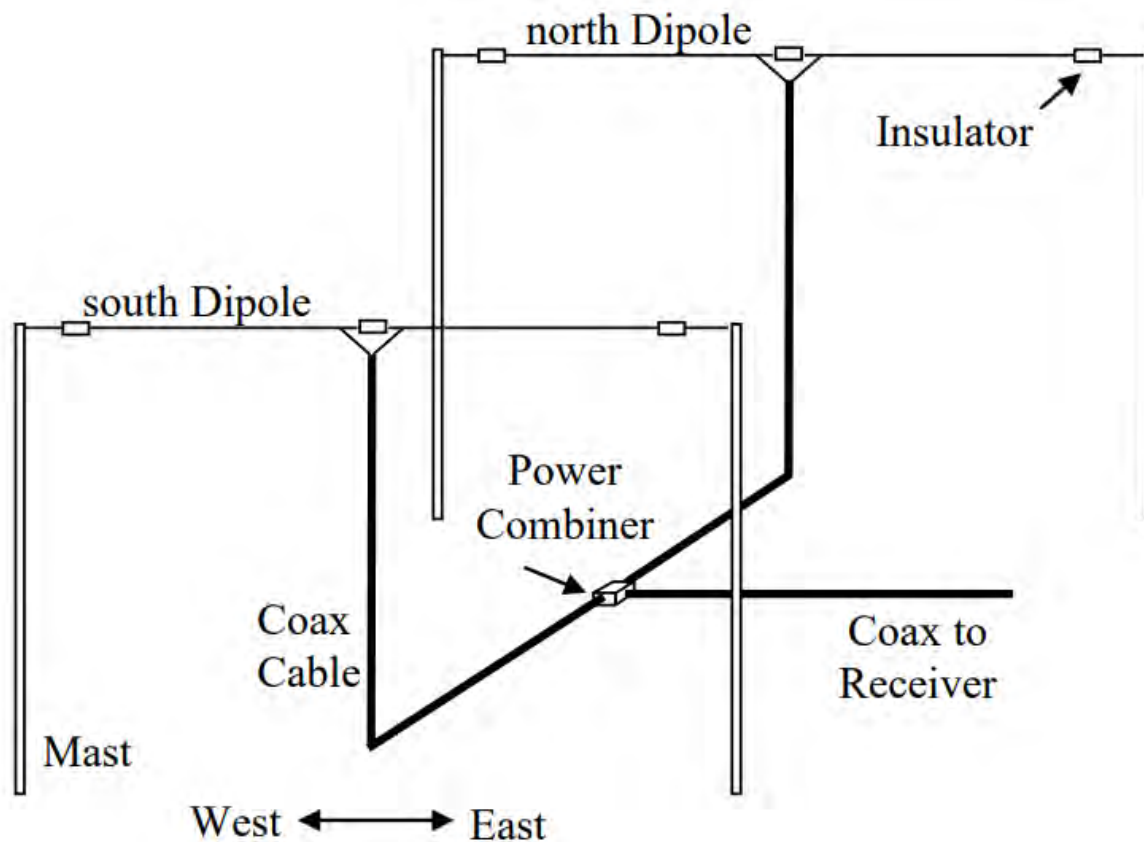 north Dipole
Insulator
south Dipole
Power
Combiner
Coax
Cable
Coax to
Receiver
Mast
West
East